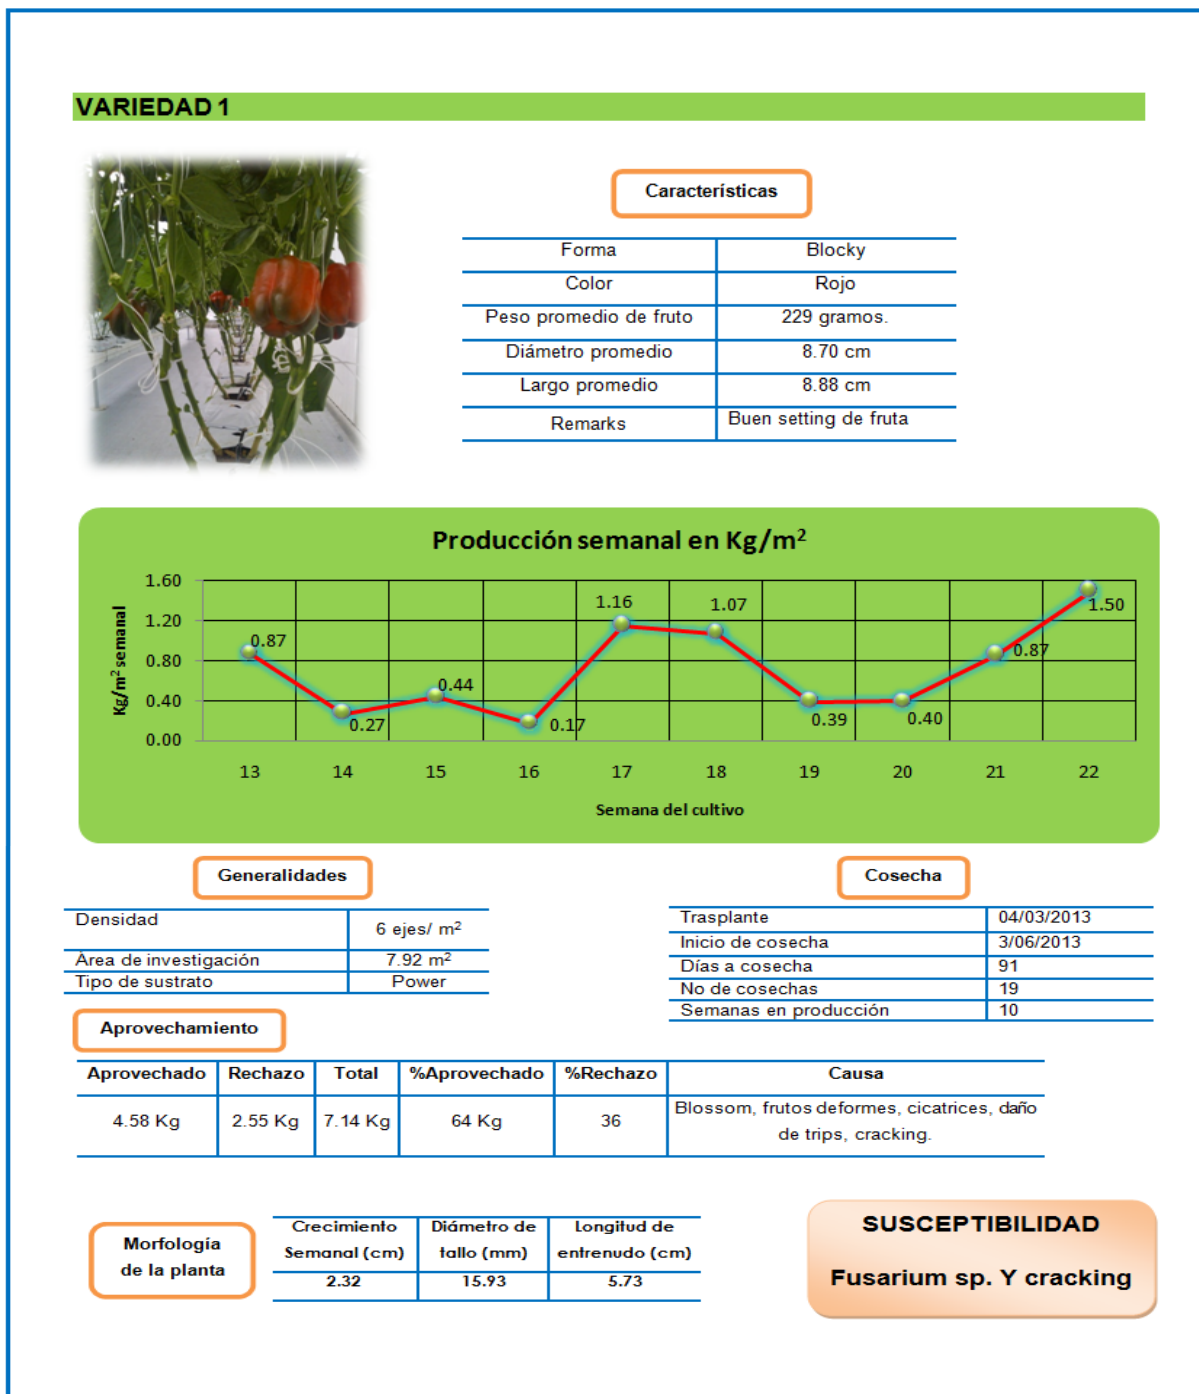 VARIEDAD 1
Características
Forma Blocky
Color Rojo
Peso promedio de fruto 229 gramos.
Diámetro promedio 8.70 cm
Largo promedio 8.88 cm
Remarks Buen setting de fruta
Producción semanal en Kg/m²
Kg/m² semanal
1.60
1.20
0.80
0.40
0.00
0.87
0.27
0.44
0.17
1.16
1.07
0.39
0.40
0.87
1.50
13 14 15 16 17 18 19 20 21 22
Semana del cultivo
Generalidades
Densidad 6 ejes/ m²
Área de investigación 7.92 m²
Tipo de sustrato Power
Cosecha
Trasplante 04/03/2013
Inicio de cosecha 3/06/2013
Días a cosecha 91
No de cosechas 19
Semanas en producción 10
Aprovechamiento
Aprovechado Rechazo Total %Aprovechado %Rechazo Causa
4.58 Kg 2.55 Kg 7.14 Kg 64 Kg 36 Blossom, frutos deformes, cicatrices, daño
de trips, cracking.
Morfología
de la planta
Crecimiento Diámetro de Longitud de
Semanal (cm) tallo (mm) entrenudo (cm)
2.32 15.93 5.73
SUSCEPTIBILIDAD
Fusarium sp. Y cracking